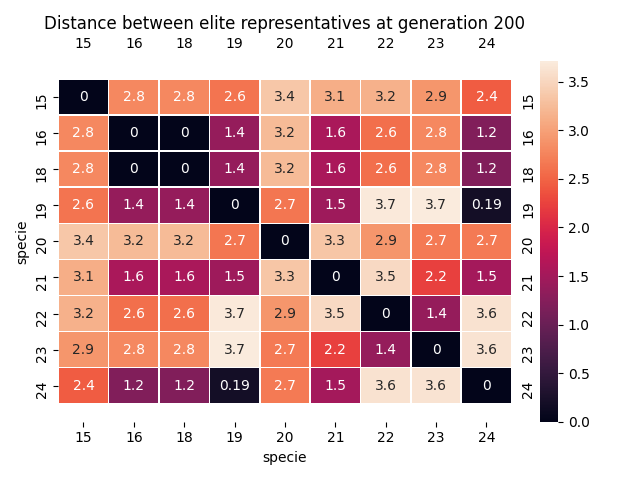 Distance between elite representatives at generation 200
15 16 18 19 20 21 22 23 24
15 0 2.8 2.8 2.6 3.4 3.1 3.2 2.9 2.4 15
16 2.8 0 0 1.4 3.2 1.6 2.6 2.8 1.2 16
18 2.8 0 0 1.4 3.2 1.6 2.6 2.8 1.2 18
19 2.6 1.4 1.4 0 2.7 1.5 3.7 3.7 0.19 19
20 3.4 3.2 3.2 2.7 0 3.3 2.9 2.7 2.7 20
21 3.1 1.6 1.6 1.5 3.3 0 3.5 2.2 1.5 21
22 3.2 2.6 2.6 3.7 2.9 3.5 0 1.4 3.6 22
23 2.9 2.8 2.8 3.7 2.7 2.2 1.4 0 3.6 23
24 2.4 1.2 1.2 0.19 2.7 1.5 3.6 3.6 0 24
15 16 18 19 20 21 22 23 24
specie
specie
3.5
3.0
2.5
2.0
1.5
1.0
0.5
0.0